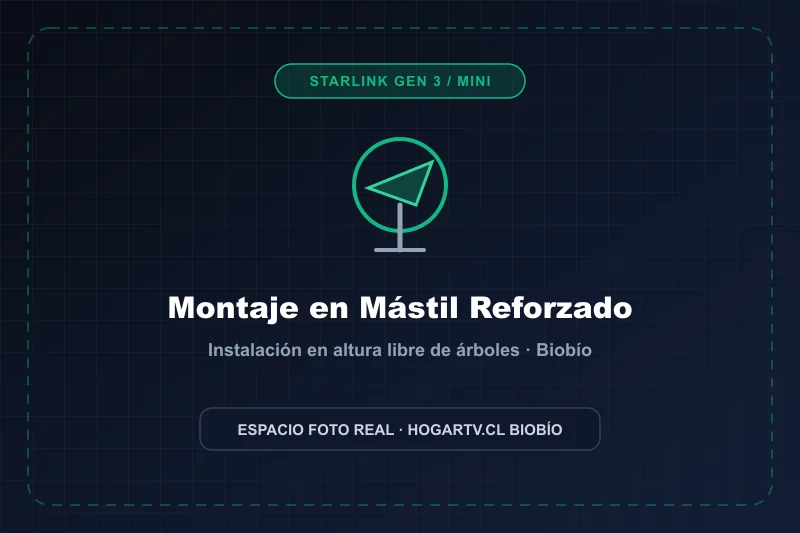 STARLINK GEN 3 / MINI
Montaje en Mástil Reforzado
Instalación en altura libre de árboles · Biobío
ESPACIO FOTO REAL · HOGARTV.CL BIOBÍO